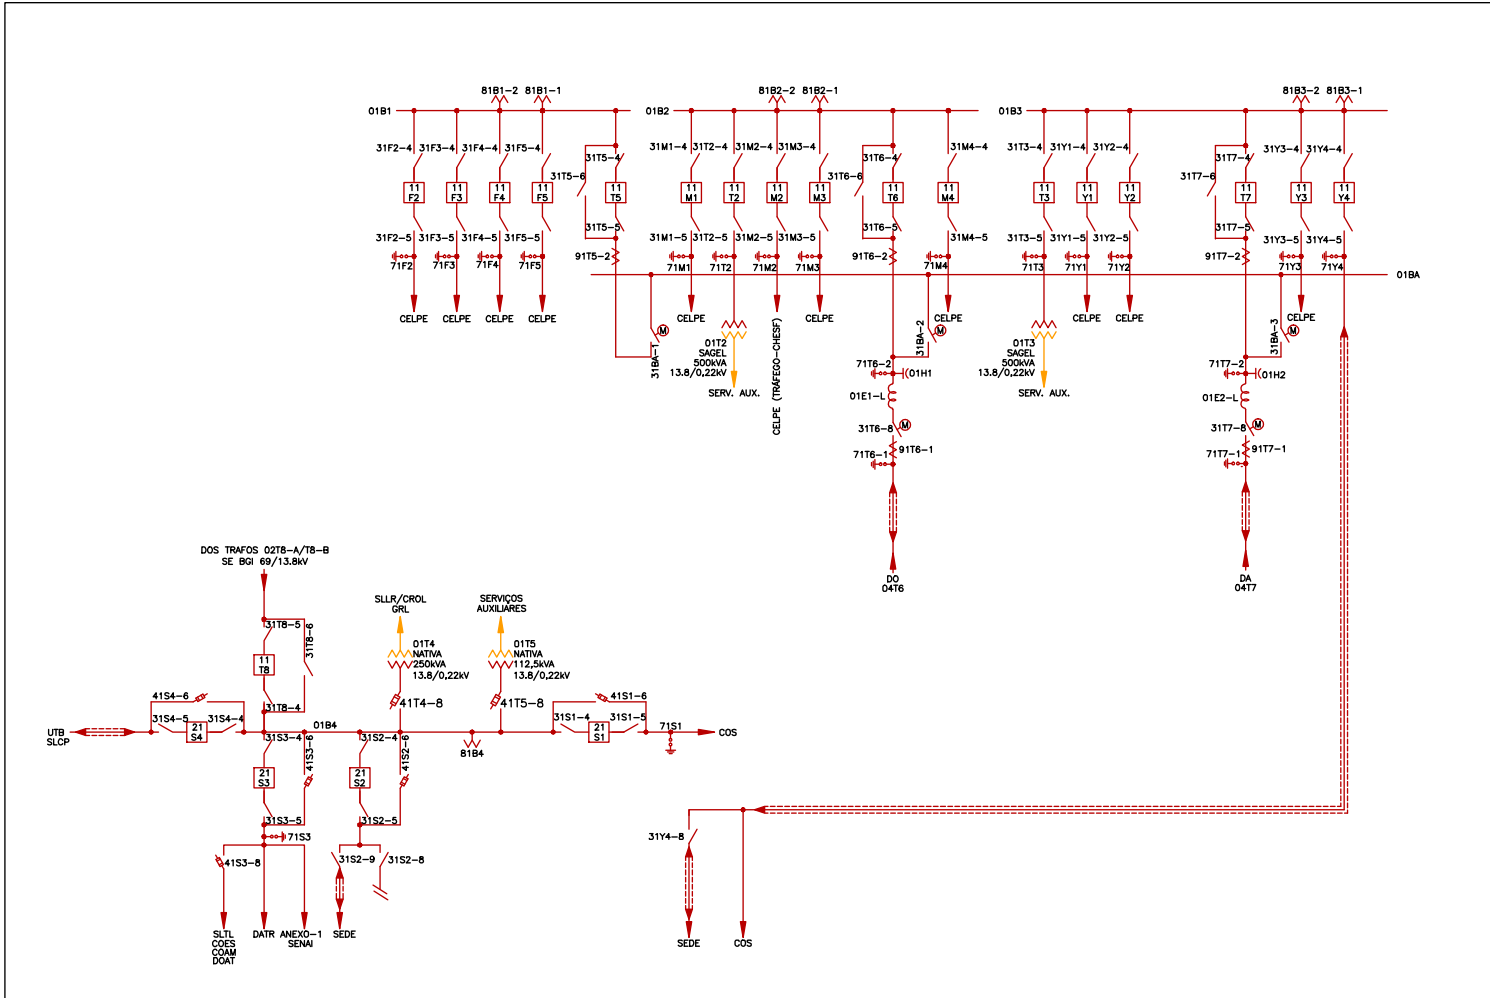 81B1-2 81B1-1 81B2-2 81B2-1 81B3-2 81B3-1
01B1 01B2 01B3
31F2-4 31F3-4 31F4-4 31F5-4 31T5-4 31M1-4 31T2-4 31M2-4 31M3-4 31T6-4 31M4-4 31T3-4 31Y1-4 31Y2-4 31T7-4 31Y3-4 31Y4-4
31T5-6 31T6-6 31T7-6
11 11 11 11 11 11 11 11 11 11 11 11 11 11 11 11 11
F2 F3 F4 F5 T5 M1 T2 M2 M3 T6 M4 T3 Y1 Y2 T7 Y3 Y4
31F2-5 31F3-5 31F4-5 31F5-5 31T5-5 31M1-5 31T2-5 31M2-5 31M3-5 31T6-5 31M4-5 31T3-5 31Y1-5 31Y2-5 31T7-5 31Y3-5 31Y4-5
91T5-2 91T6-2 91T7-2
71F2 71F3 71F4 71F5 71M1 71T2 71M2 71M3 71M4 71T3 71Y1 71Y2 71Y3 71Y4
01BA
CELPE CELPE CELPE CELPE CELPE CELPE CELPE CELPE CELPE CELPE
M M M
31BA-1 31BA-2 31BA-3
CELPE (TRÁFEGO-CHESF)
01T2
SAGEL
500kVA
13.8/0,22kV
SERV. AUX.
01T3
SAGEL
500kVA
13.8/0,22kV
SERV. AUX.
71T6-2 01H1
01E1-L
31T6-8 M
71T6-1 91T6-1
DO
04T6
71T7-2 01H2
01E2-L
31T7-8 M
71T7-1 91T7-1
DA
04T7
DOS TRAFOS 02T8-A/T8-B
SE BGI 69/13.8kV
31T8-5
31T8-6
11
T8
31T8-4
SLLR/CROL
GRL
01T4
NATIVA
250kVA
13.8/0,22kV
41T4-8
SERVIÇOS
AUXILIARES
01T5
NATIVA
112,5kVA
13.8/0,22kV
41T5-8
41S4-6 41S1-6
31S4-5 31S4-4 01B4 31S1-4 31S1-5 71S1
UTB
SLCP
21
S4
21
S1
COS
81B4
31S3-4 41S3-6 31S2-4 41S2-6
21
S3
21
S2
31S3-5 31S2-5
71S3
41S3-8 31S2-9 31S2-8
SLTL
COES
COAM
DOAT
DATR
ANEXO-1
SENAI
SEDE
31Y4-8
SEDE COS